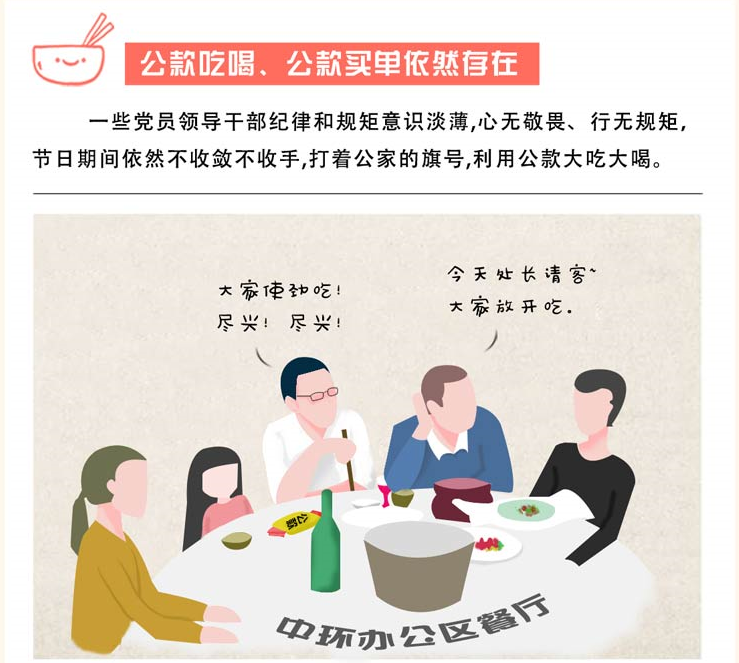 公款吃喝、公款买单依然存在
一些党员领导干部纪律和规矩意识淡薄,心无敬畏、行无规矩,
节日期间依然不收敛不收手,打着公家的旗号,利用公款大吃大喝。
大家使劲吃!
尽兴! 尽兴!
今天处长请客~
大家放开吃.
公款
中环办公区餐厅